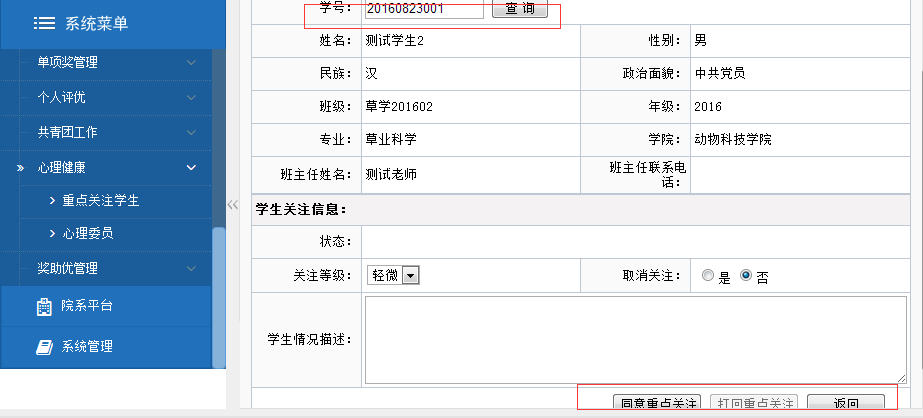 系统菜单
单项奖管理
个人评优
共青团工作
心理健康
重点关注学生
心理委员
奖助优管理
院系平台
系统管理
学号： 20160823001 查 询
姓名： 测试学生2 性别： 男
民族： 汉 政治面貌： 中共党员
班级： 草学201602 年级： 2016
专业： 草业科学 学院： 动物科技学院
班主任姓名： 测试老师 班主任联系电
话：
学生关注信息：
状态：
关注等级： 轻微 取消关注： 是 否
学生情况描述：
同意重点关注 打回重点关注 返回